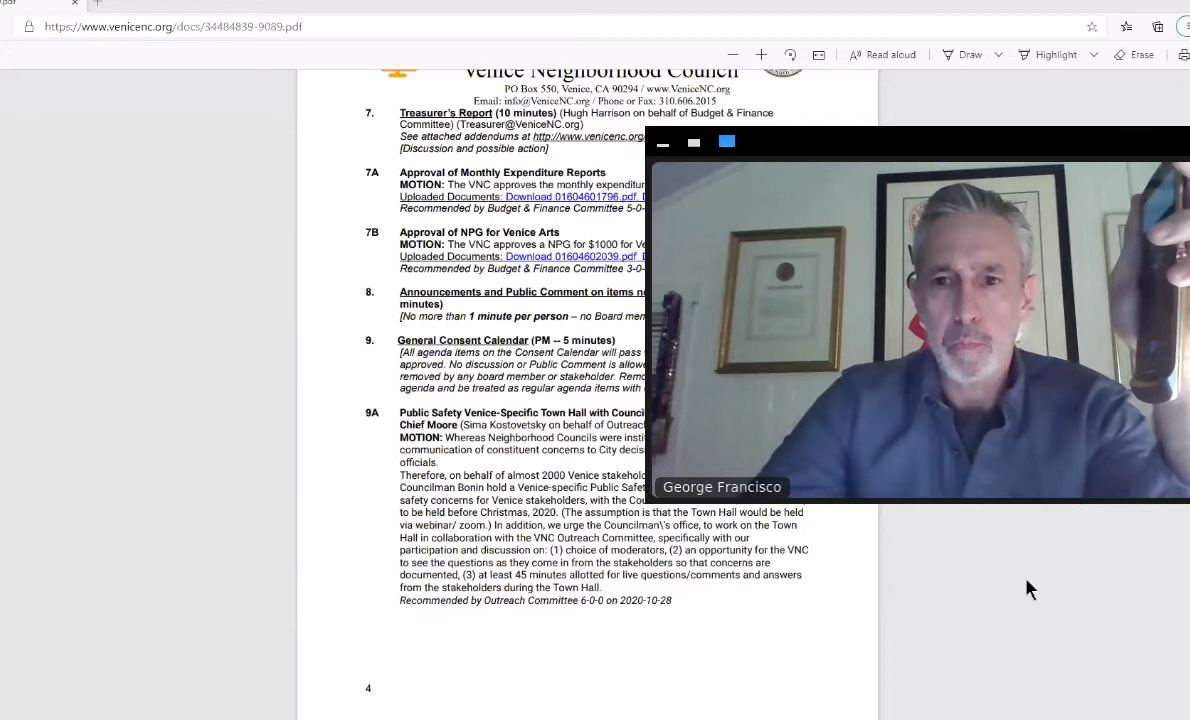 .pdf
https://www.venicenc.org/docs/34484839-9089.pdf
Read aloud
Draw
Highlight
Erase
Venice Neighborhood Council
PO Box 550, Venice, CA 90294 / www.VeniceNC.org
Email: info@VeniceNC.org / Phone or Fax: 310.606.2015
7. Treasurer's Report (10 minutes) (Hugh Harrison on behalf of Budget & Finance
Committee) (Treasurer@VeniceNC.org)
See attached addendums at http://www.venicenc.org/
[Discussion and possible action]
7A Approval of Monthly Expenditure Reports
MOTION: The VNC approves the monthly expenditur
Uploaded Documents: Download 01604601796.pdf,
Recommended by Budget & Finance Committee 5-0-
7B Approval of NPG for Venice Arts
MOTION: The VNC approves a NPG for $1000 for Ve
Uploaded Documents: Download 01604602039.pdf
Recommended by Budget & Finance Committee 3-0-
8. Announcements and Public Comment on items no
minutes)
[No more than 1 minute per person – no Board mem
9. General Consent Calendar (PM -- 5 minutes)
[All agenda items on the Consent Calendar will pass
approved. No discussion or Public Comment is allowe
removed by any board member or stakeholder. Remo
agenda and be treated as regular agenda items with
9A Public Safety Venice-Specific Town Hall with Counci
Chief Moore (Sima Kostovetsky on behalf of Outreac
MOTION: Whereas Neighborhood Councils were insti
communication of constituent concerns to City decis
officials.
Therefore, on behalf of almost 2000 Venice stakehol
Councilman Bonin hold a Venice-specific Public Safet
safety concerns for Venice stakeholders, with the Cou
to be held before Christmas, 2020. (The assumption is that the Town Hall would be held
via webinar/ zoom.) In addition, we urge the Councilman\'s office, to work on the Town
Hall in collaboration with the VNC Outreach Committee, specifically with our
participation and discussion on: (1) choice of moderators, (2) an opportunity for the VNC
to see the questions as they come in from the stakeholders so that concerns are
documented, (3) at least 45 minutes allotted for live questions/comments and answers
from the stakeholders during the Town Hall.
Recommended by Outreach Committee 6-0-0 on 2020-10-28
4
George Francisco